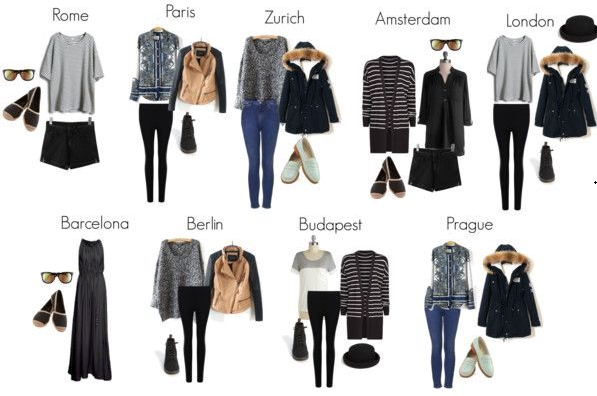 Rome
Paris
Zurich
Amsterdam
London
Barcelona
Berlin
Budapest
Prague